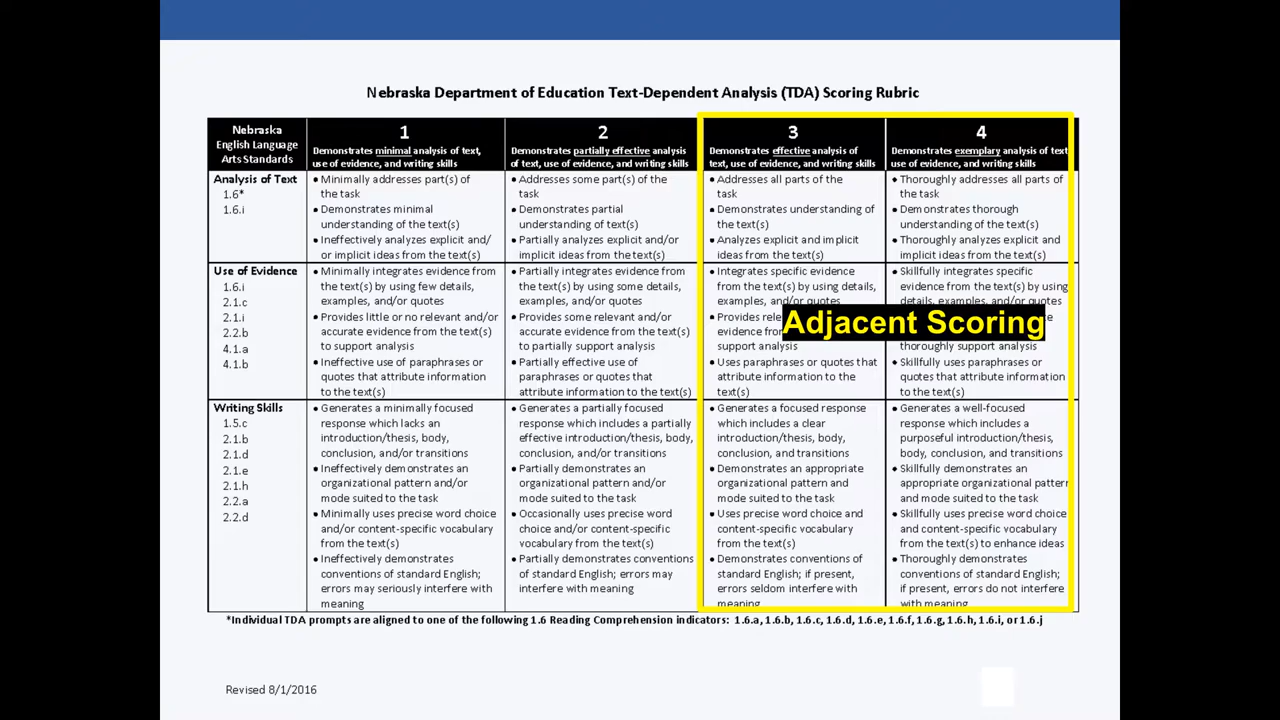 Nebraska Department of Education Text-Dependent Analysis (TDA) Scoring Rubric
Nebraska
English Language
Arts Standards
1
Demonstrates minimal analysis of text,
use of evidence, and writing skills
2
Demonstrates partially effective analysis
of text, use of evidence, and writing skills
3
Demonstrates effective analysis of
text, use of evidence, and writing skills
4
Demonstrates exemplary analysis of text,
use of evidence, and writing skills
Analysis of Text
1.6*
1.6.i
• Minimally addresses part(s) of
the task
• Demonstrates minimal
understanding of the text(s)
• Ineffectively analyzes explicit and/
or implicit ideas from the text(s)
• Addresses some part(s) of the
task
• Demonstrates partial
understanding of the text(s)
• Partially analyzes explicit and/or
implicit ideas from the text(s)
• Addresses all parts of the
task
• Demonstrates understanding of
the text(s)
• Analyzes explicit and implicit
ideas from the text(s)
• Thoroughly addresses all parts of
the task
• Demonstrates thorough
understanding of the text(s)
• Thoroughly analyzes explicit and
implicit ideas from the text(s)
Use of Evidence
1.6.i
2.1.c
2.1.i
2.2.b
4.1.a
4.1.b
• Minimally integrates evidence from
the text(s) by using few details,
examples, and/or quotes
• Provides little or no relevant and/or
accurate evidence from the text(s)
to support analysis
• Ineffective use of paraphrases or
quotes that attribute information
to the text(s)
• Partially integrates evidence from
the text(s) by using some details,
examples, and/or quotes
• Provides some relevant and/or
accurate evidence from the text(s)
to partially support analysis
• Partially effective use of
paraphrases or quotes that
attribute information to the text(s)
• Integrates specific evidence
from the text(s) by using details,
examples, and/or quotes
• Provides
evidence
support analysis
• Uses paraphrases or quotes that
attribute information to the
text(s)
• Skillfully integrates specific
evidence from the text(s) by using
details, examples, and/or quotes
thoroughly support analysis
• Skillfully uses paraphrases or
quotes that attribute information
to the text(s)
Adjacent Scoring
Writing Skills
1.5.c
2.1.b
2.1.d
2.1.e
2.1.h
2.2.a
2.2.d
• Generates a minimally focused
response which lacks an
introduction/thesis, body,
conclusion, and/or transitions
• Ineffectively demonstrates an
organizational pattern and/or
mode suited to the task
• Minimally uses precise word choice
and/or content-specific vocabulary
from the text(s)
• Ineffectively demonstrates
conventions of standard English;
errors may seriously interfere with
meaning
• Generates a partially focused
response which includes a partially
effective introduction/thesis, body,
conclusion, and/or transitions
• Partially demonstrates an
organizational pattern and/or
mode suited to the task
• Occasionally uses precise word
choice and/or content-specific
vocabulary from the text(s)
• Partially demonstrates conventions
of standard English; errors may
interfere with meaning
• Generates a focused response
which includes a clear
introduction/thesis, body,
conclusion, and transitions
• Demonstrates an appropriate
organizational pattern and
mode suited to the task
• Uses precise word choice and
content-specific vocabulary
from the text(s)
• Demonstrates conventions of
standard English; if present,
errors seldom interfere with
meaning
• Generates a well-focused
response which includes a
purposeful introduction/thesis,
body, conclusion, and transitions
• Skillfully demonstrates an
appropriate organizational pattern
and mode suited to the task
• Skillfully uses precise word choice
and content-specific vocabulary
from the text(s) to enhance ideas
• Thoroughly demonstrates
conventions of standard English;
if present, errors do not interfere
with meaning
*Individual TDA prompts are aligned to one of the following 1.6 Reading Comprehension indicators: 1.6.a, 1.6.b, 1.6.c, 1.6.d, 1.6.e, 1.6.f, 1.6.g, 1.6.h, 1.6.i, or 1.6.j
Revised 8/1/2016